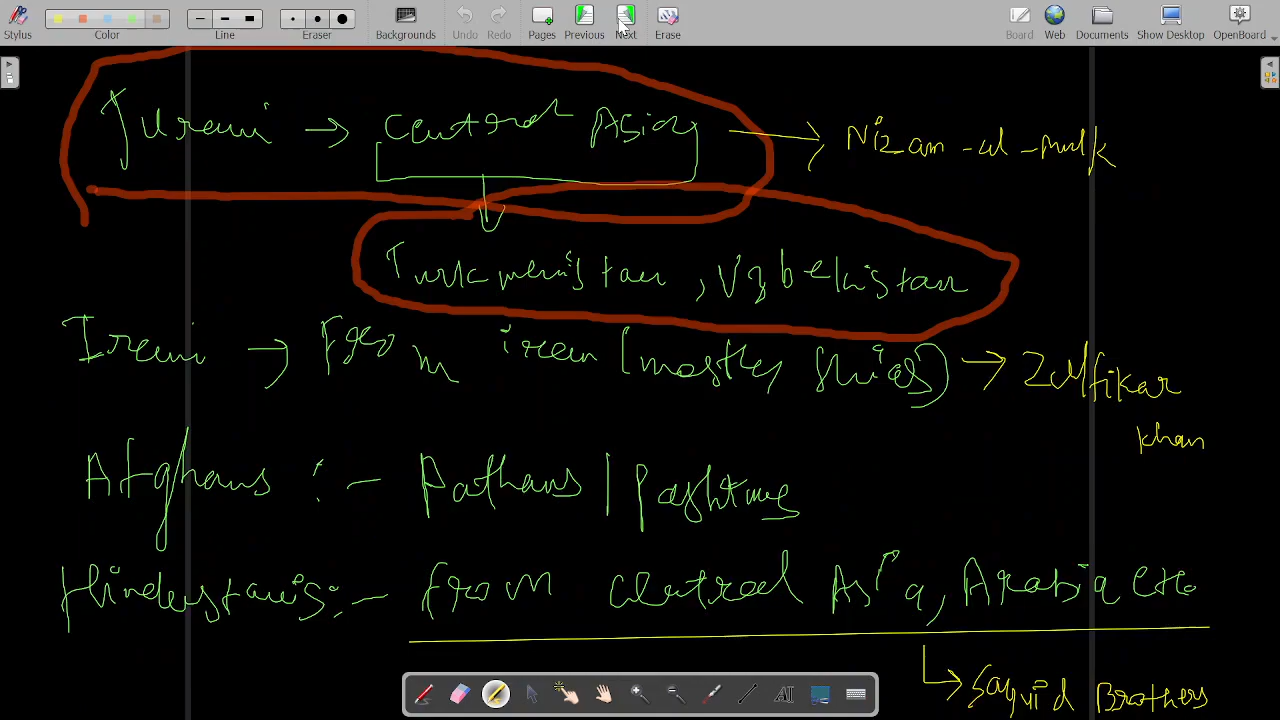 Stylus Color Line Eraser Backgrounds Undo Redo Pages Previous Next Erase Board Web Documents Show Desktop OpenBoard
Turani → Central Asia → Nizam-ul-mulk
Turkmenistan, Uzbekistan
Irani → From iran (mostly Shias) → Zulfikar
khan
Afghans :- Pathans | Pashtuns
Hindustanis :- From Central Asia, Arabia etc
Sayyid Brothers